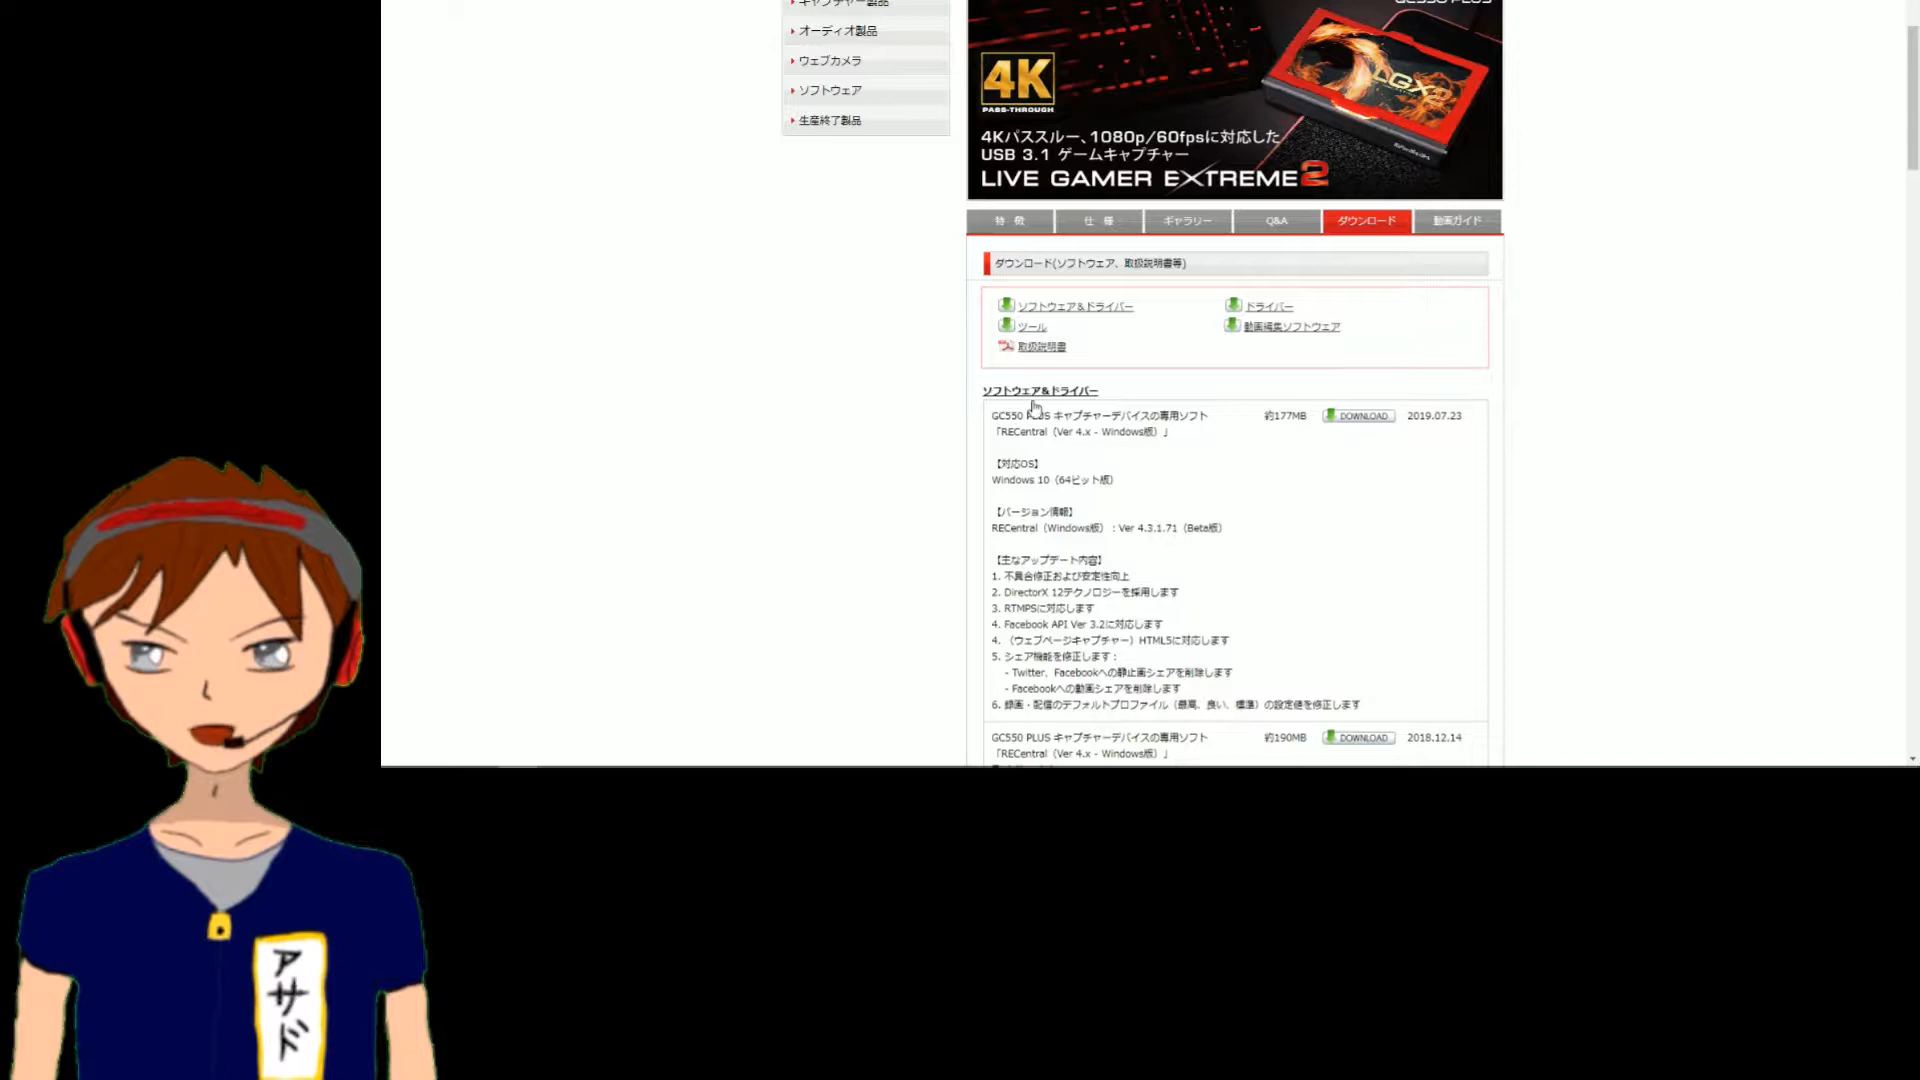 キャプチャー製品
オーディオ製品
ウェブカメラ
ソフトウェア
生産終了製品
GC550 PLUS
4K
PASS-THROUGH
LGX2
4Kパススルー、1080p/60fpsに対応した
USB 3.1 ゲームキャプチャー
LIVE GAMER EXTREME2
特 徴
仕 様
ギャラリー
Q&A
ダウンロード
動画ガイド
ダウンロード(ソフトウェア、取扱説明書等)
ソフトウェア&ドライバー
ドライバー
ツール
動画編集ソフトウェア
取扱説明書
ソフトウェア&ドライバー
GC550 PLUS キャプチャーデバイスの専用ソフト 約177MB DOWNLOAD 2019.07.23
「RECentral（Ver 4.x - Windows版）」
【対応OS】
Windows 10（64ビット版）
【バージョン情報】
RECentral（Windows版）：Ver 4.3.1.71（Beta版）
【主なアップデート内容】
1. 不具合修正および安定性向上
2. DirectorX 12テクノロジーを採用します
3. RTMPSに対応します
4. Facebook API Ver 3.2に対応します
4. （ウェブページキャプチャー）HTML5に対応します
5. シェア機能を修正します：
- Twitter、Facebookへの静止画シェアを削除します
- Facebookへの動画シェアを削除します
6. 録画・配信のデフォルトプロファイル（最高、良い、標準）の設定値を修正します
GC550 PLUS キャプチャーデバイスの専用ソフト 約190MB DOWNLOAD 2018.12.14
「RECentral（Ver 4.x - Windows版）」
アサド